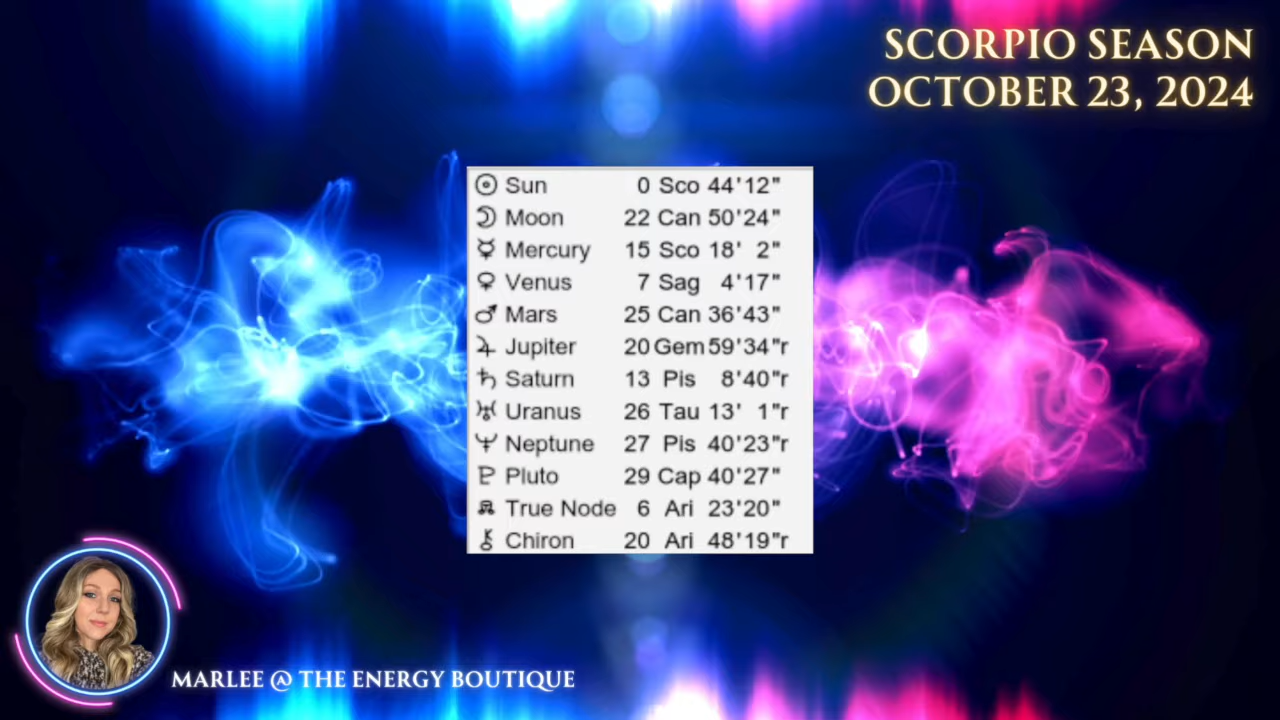 SCORPIO SEASON
OCTOBER 23, 2024
☉ Sun 0 Sco 44'12"
☽ Moon 22 Can 50'24"
☿ Mercury 15 Sco 18' 2"
♀ Venus 7 Sag 4'17"
♂ Mars 25 Can 36'43"
♃ Jupiter 20 Gem 59'34"r
♄ Saturn 13 Pis 8'40"r
♅ Uranus 26 Tau 13' 1"r
♆ Neptune 27 Pis 40'23"r
♇ Pluto 29 Cap 40'27"
☊ True Node 6 Ari 23'20"
⚷ Chiron 20 Ari 48'19"r
MARLEE @ THE ENERGY BOUTIQUE